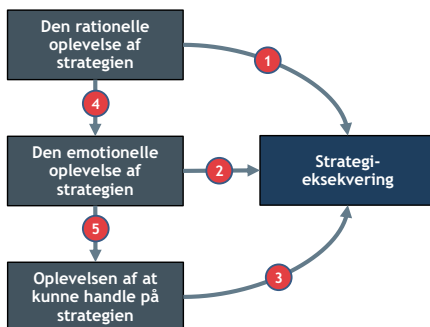 Den rationelle
oplevelse af
strategien
1
4
Den emotionelle
oplevelse af
strategien
2
Strategi-
eksekvering
5
Oplevelsen af at
kunne handle på
strategien
3